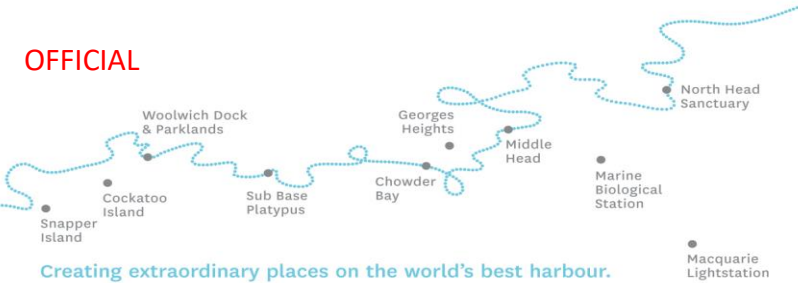 OFFICIAL
North Head
Sanctuary
Woolwich Dock
& Parklands
Georges
Heights
Middle
Head
Marine
Biological
Station
Chowder
Bay
Sub Base
Platypus
Cockatoo
Island
Snapper
Island
Macquarie
Lightstation
Creating extraordinary places on the world's best harbour.